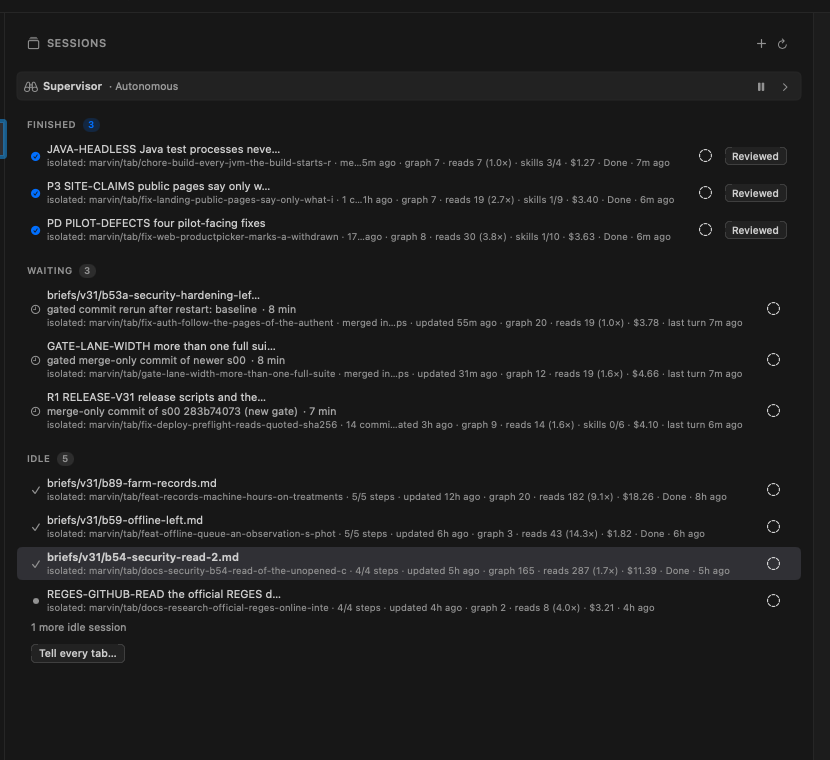 SESSIONS
Supervisor · Autonomous
FINISHED 3
JAVA-HEADLESS Java test processes neve...
isolated: marvin/tab/chore-build-every-jvm-the-build-starts-r · me...5m ago · graph 7 · reads 7 (1.0×) · skills 3/4 · $1.27 · Done · 7m ago
Reviewed
P3 SITE-CLAIMS public pages say only w...
isolated: marvin/tab/fix-landing-public-pages-say-only-what-i · 1 c...1h ago · graph 7 · reads 19 (2.7×) · skills 1/9 · $3.40 · Done · 6m ago
Reviewed
PD PILOT-DEFECTS four pilot-facing fixes
isolated: marvin/tab/fix-web-productpicker-marks-a-withdrawn · 17...ago · graph 8 · reads 30 (3.8×) · skills 1/10 · $3.63 · Done · 6m ago
Reviewed
WAITING 3
briefs/v31/b53a-security-hardening-lef...
gated commit rerun after restart: baseline · 8 min
isolated: marvin/tab/fix-auth-follow-the-pages-of-the-authent · merged in...ps · updated 55m ago · graph 20 · reads 19 (1.0×) · $3.78 · last turn 7m ago
GATE-LANE-WIDTH more than one full sui...
gated merge-only commit of newer s00 · 8 min
isolated: marvin/tab/gate-lane-width-more-than-one-full-suite · merged in...ps · updated 31m ago · graph 12 · reads 19 (1.6×) · $4.66 · last turn 7m ago
R1 RELEASE-V31 release scripts and the...
merge-only commit of s00 283b74073 (new gate) · 7 min
isolated: marvin/tab/fix-deploy-preflight-reads-quoted-sha256 · 14 commi...ated 3h ago · graph 9 · reads 14 (1.6×) · skills 0/6 · $4.10 · last turn 6m ago
IDLE 5
briefs/v31/b89-farm-records.md
isolated: marvin/tab/feat-records-machine-hours-on-treatments · 5/5 steps · updated 12h ago · graph 20 · reads 182 (9.1×) · $18.26 · Done · 8h ago
briefs/v31/b59-offline-left.md
isolated: marvin/tab/feat-offline-queue-an-observation-s-phot · 5/5 steps · updated 6h ago · graph 3 · reads 43 (14.3×) · $1.82 · Done · 6h ago
briefs/v31/b54-security-read-2.md
isolated: marvin/tab/docs-security-b54-read-of-the-unopened-c · 4/4 steps · updated 5h ago · graph 165 · reads 287 (1.7×) · $11.39 · Done · 5h ago
REGES-GITHUB-READ the official REGES d...
isolated: marvin/tab/docs-research-official-reges-online-inte · 4/4 steps · updated 4h ago · graph 2 · reads 8 (4.0×) · $3.21 · 4h ago
1 more idle session
Tell every tab...